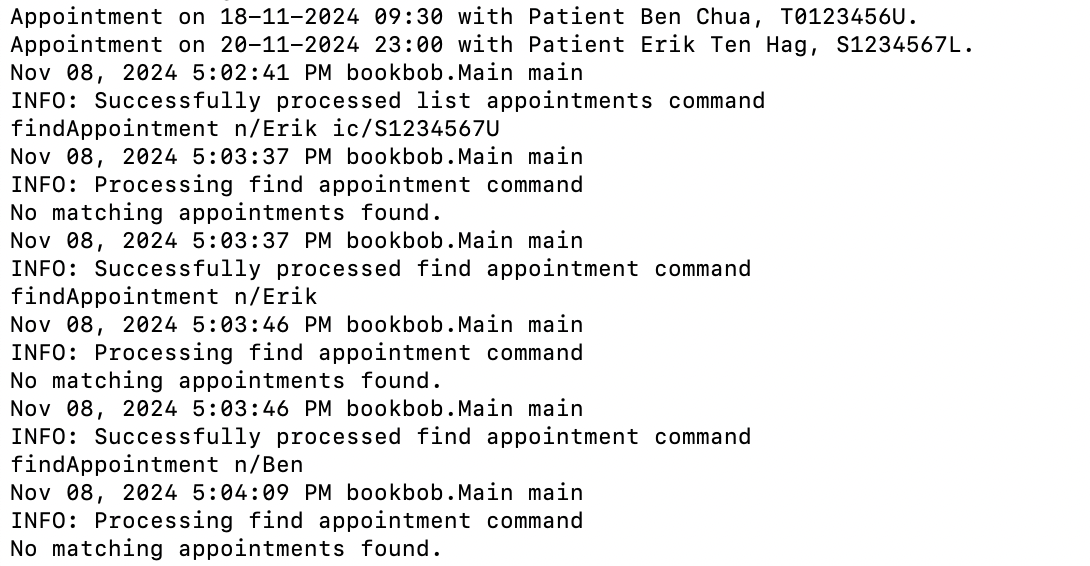 Appointment on 18-11-2024 09:30 with Patient Ben Chua, T0123456U.
Appointment on 20-11-2024 23:00 with Patient Erik Ten Hag, S1234567L.
Nov 08, 2024 5:02:41 PM bookbob.Main main
INFO: Successfully processed list appointments command
findAppointment n/Erik ic/S1234567U
Nov 08, 2024 5:03:37 PM bookbob.Main main
INFO: Processing find appointment command
No matching appointments found.
Nov 08, 2024 5:03:37 PM bookbob.Main main
INFO: Successfully processed find appointment command
findAppointment n/Erik
Nov 08, 2024 5:03:46 PM bookbob.Main main
INFO: Processing find appointment command
No matching appointments found.
Nov 08, 2024 5:03:46 PM bookbob.Main main
INFO: Successfully processed find appointment command
findAppointment n/Ben
Nov 08, 2024 5:04:09 PM bookbob.Main main
INFO: Processing find appointment command
No matching appointments found.